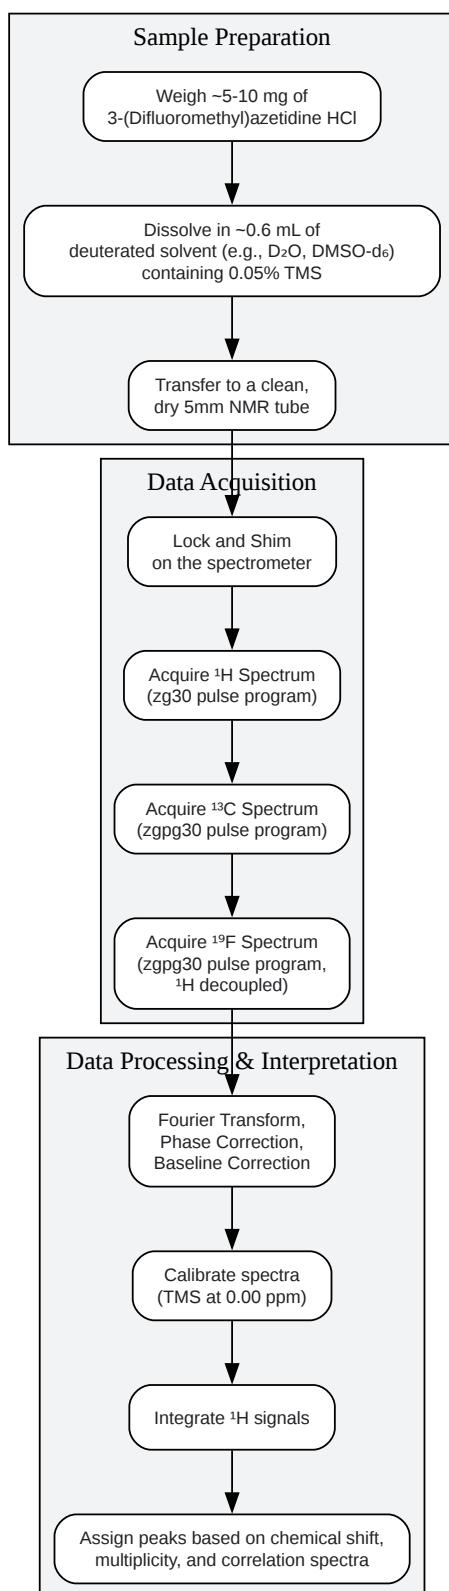 Sample Preparation
Weigh ~5-10 mg of
3-(Difluoromethyl)azetidine HCl
Dissolve in ~0.6 mL of
deuterated solvent (e.g., D₂O, DMSO-d₆)
containing 0.05% TMS
Transfer to a clean,
dry 5mm NMR tube
Data Acquisition
Lock and Shim
on the spectrometer
Acquire ¹H Spectrum
(zg30 pulse program)
Acquire ¹³C Spectrum
(zgpg30 pulse program)
Acquire ¹⁹F Spectrum
(zgpg30 pulse program,
¹H decoupled)
Data Processing & Interpretation
Fourier Transform,
Phase Correction,
Baseline Correction
Calibrate spectra
(TMS at 0.00 ppm)
Integrate ¹H signals
Assign peaks based on chemical shift,
multiplicity, and correlation spectra